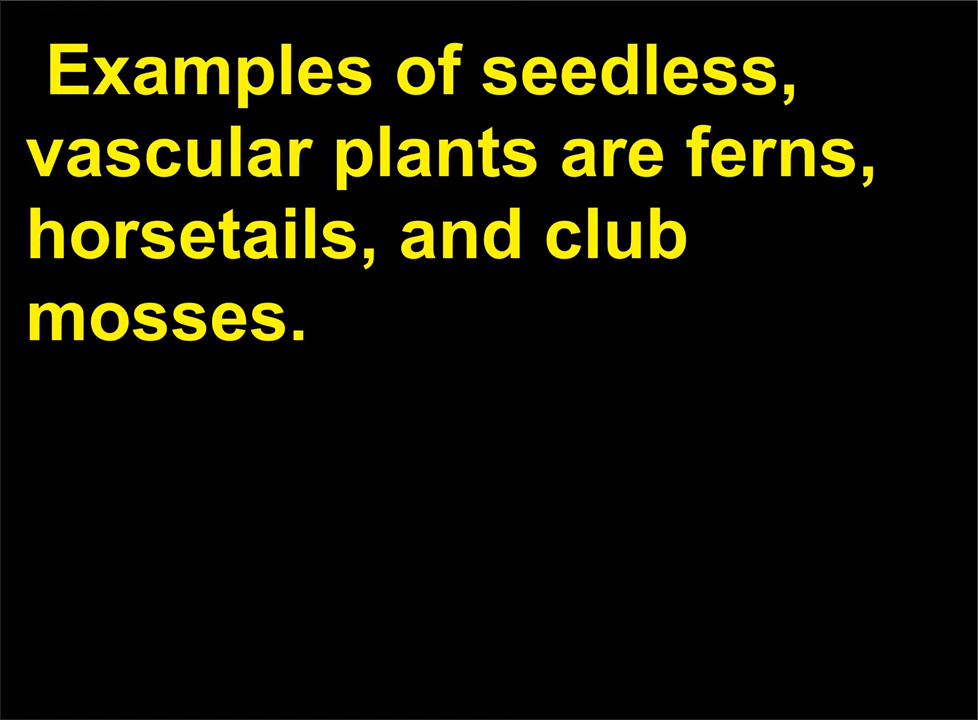 Examples of seedless,
vascular plants are ferns,
horsetails, and club
mosses.